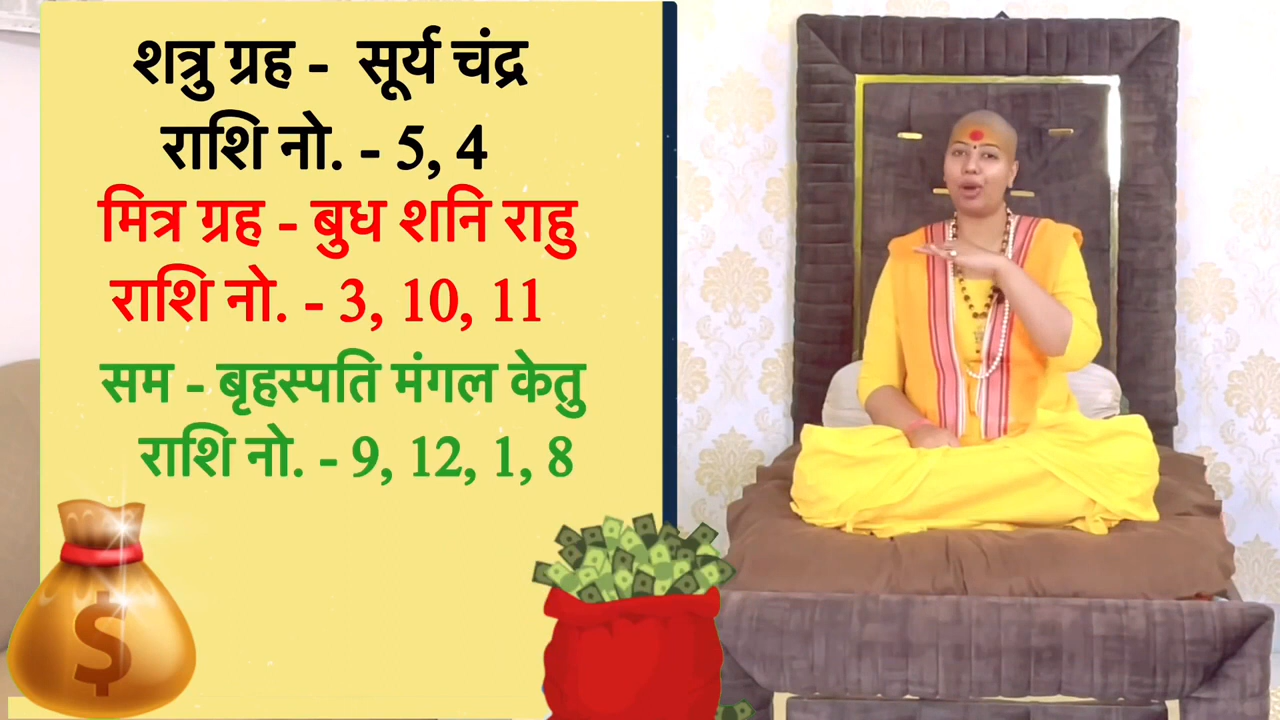 शत्रु ग्रह - सूर्य चंद्र
राशि नो. - 5, 4
मित्र ग्रह - बुध शनि राहु
राशि नो. - 3, 10, 11
सम - बृहस्पति मंगल केतु
राशि नो. - 9, 12, 1, 8
$